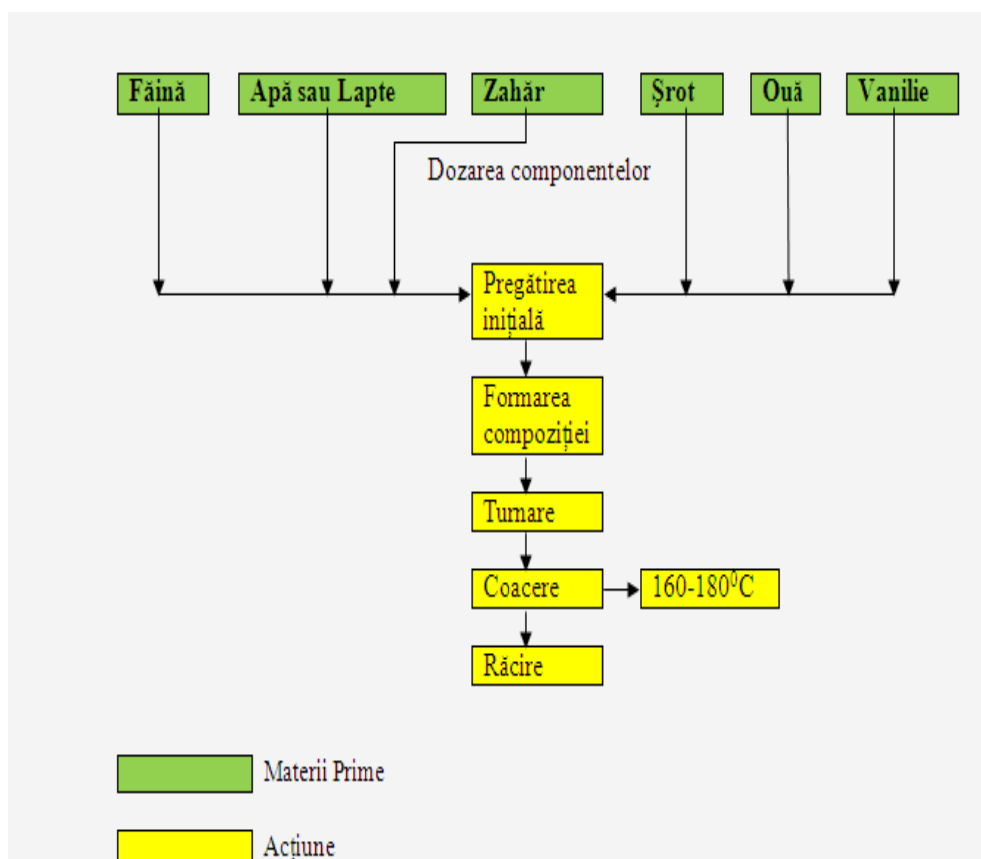 Făină
Apă sau Lapte
Zahăr
Șrot
Ouă
Vanilie
Dozarea componentelor
Pregătirea
inițială
Formarea
compoziției
Turnare
Coacere
160-180⁰C
Răcire
Materii Prime
Acțiune